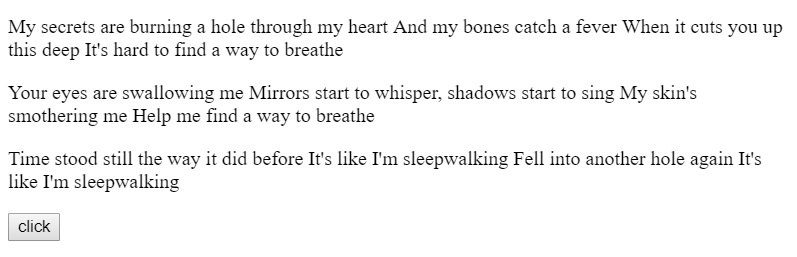 My secrets are burning a hole through my heart And my bones catch a fever When it cuts you up
this deep It's hard to find a way to breathe
Your eyes are swallowing me Mirrors start to whisper, shadows start to sing My skin's
smothering me Help me find a way to breathe
Time stood still the way it did before It's like I'm sleepwalking Fell into another hole again It's
like I'm sleepwalking
click